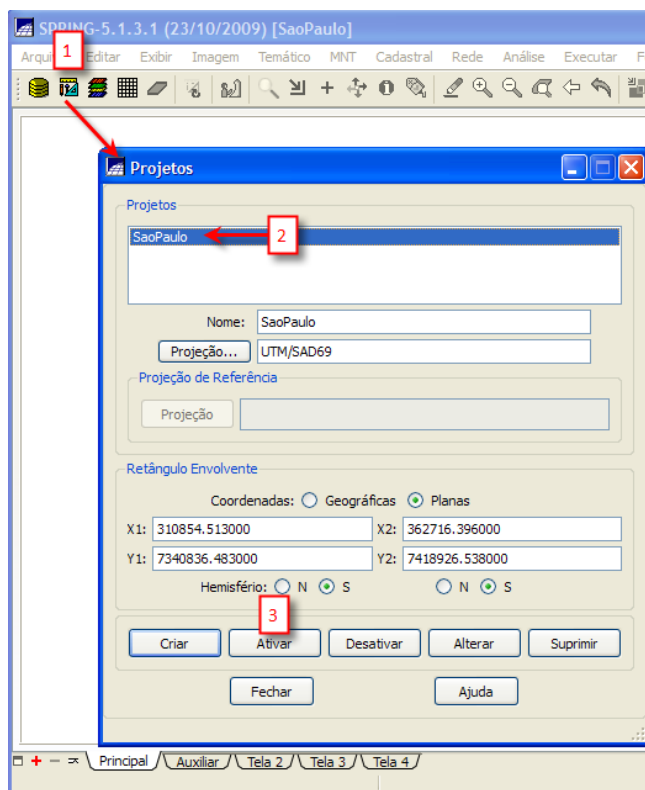 SPRING-5.1.3.1 (23/10/2009) [SaoPaulo]
1
Editar Exibir Imagem Temático MNT Cadastral Rede Análise Executar F
Projetos
Projetos
SaoPaulo
2
Nome: SaoPaulo
Projeção... UTM/SAD69
Projeção de Referência
Projeção
Retângulo Envolvente
Coordenadas: Geográficas Planas
X1: 310854.513000 X2: 362716.396000
Y1: 7340836.483000 Y2: 7418926.538000
Hemisfério: N S N S
3
Criar Ativar Desativar Alterar Suprimir
Fechar Ajuda
Principal Auxiliar Tela 2 Tela 3 Tela 4